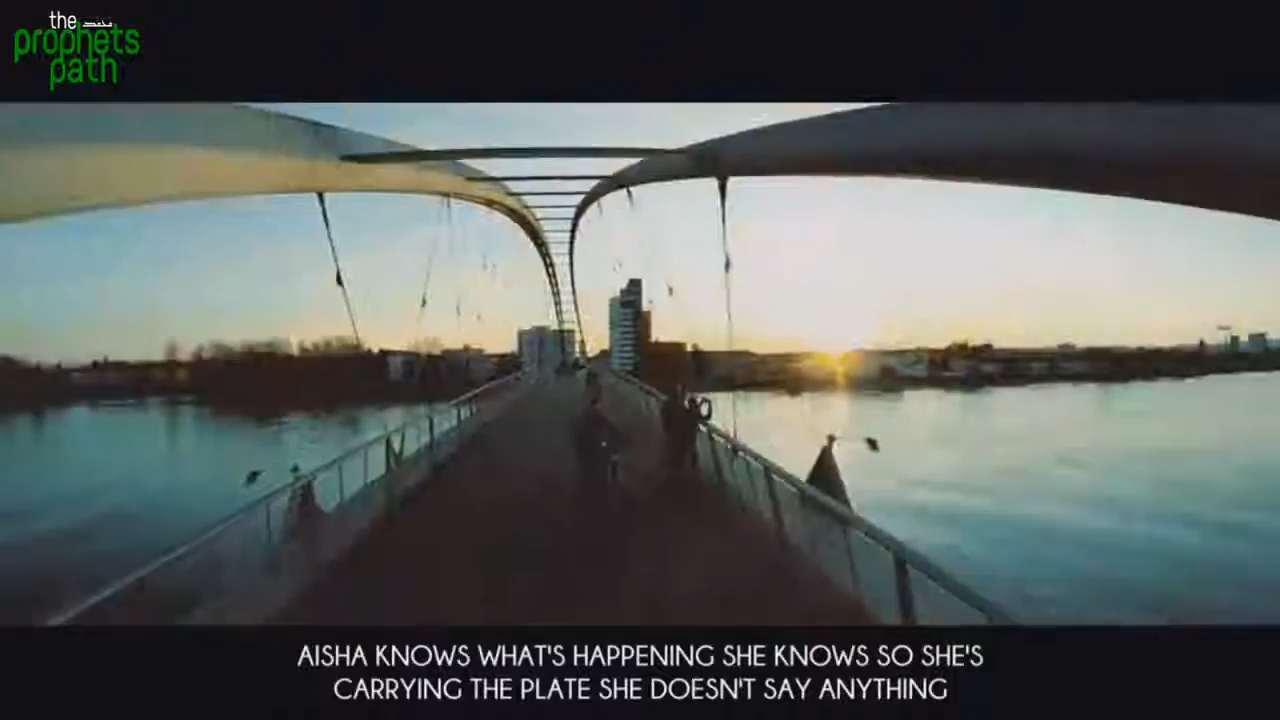 the
prophets
path
AISHA KNOWS WHAT'S HAPPENING SHE KNOWS SO SHE'S
CARRYING THE PLATE SHE DOESN'T SAY ANYTHING